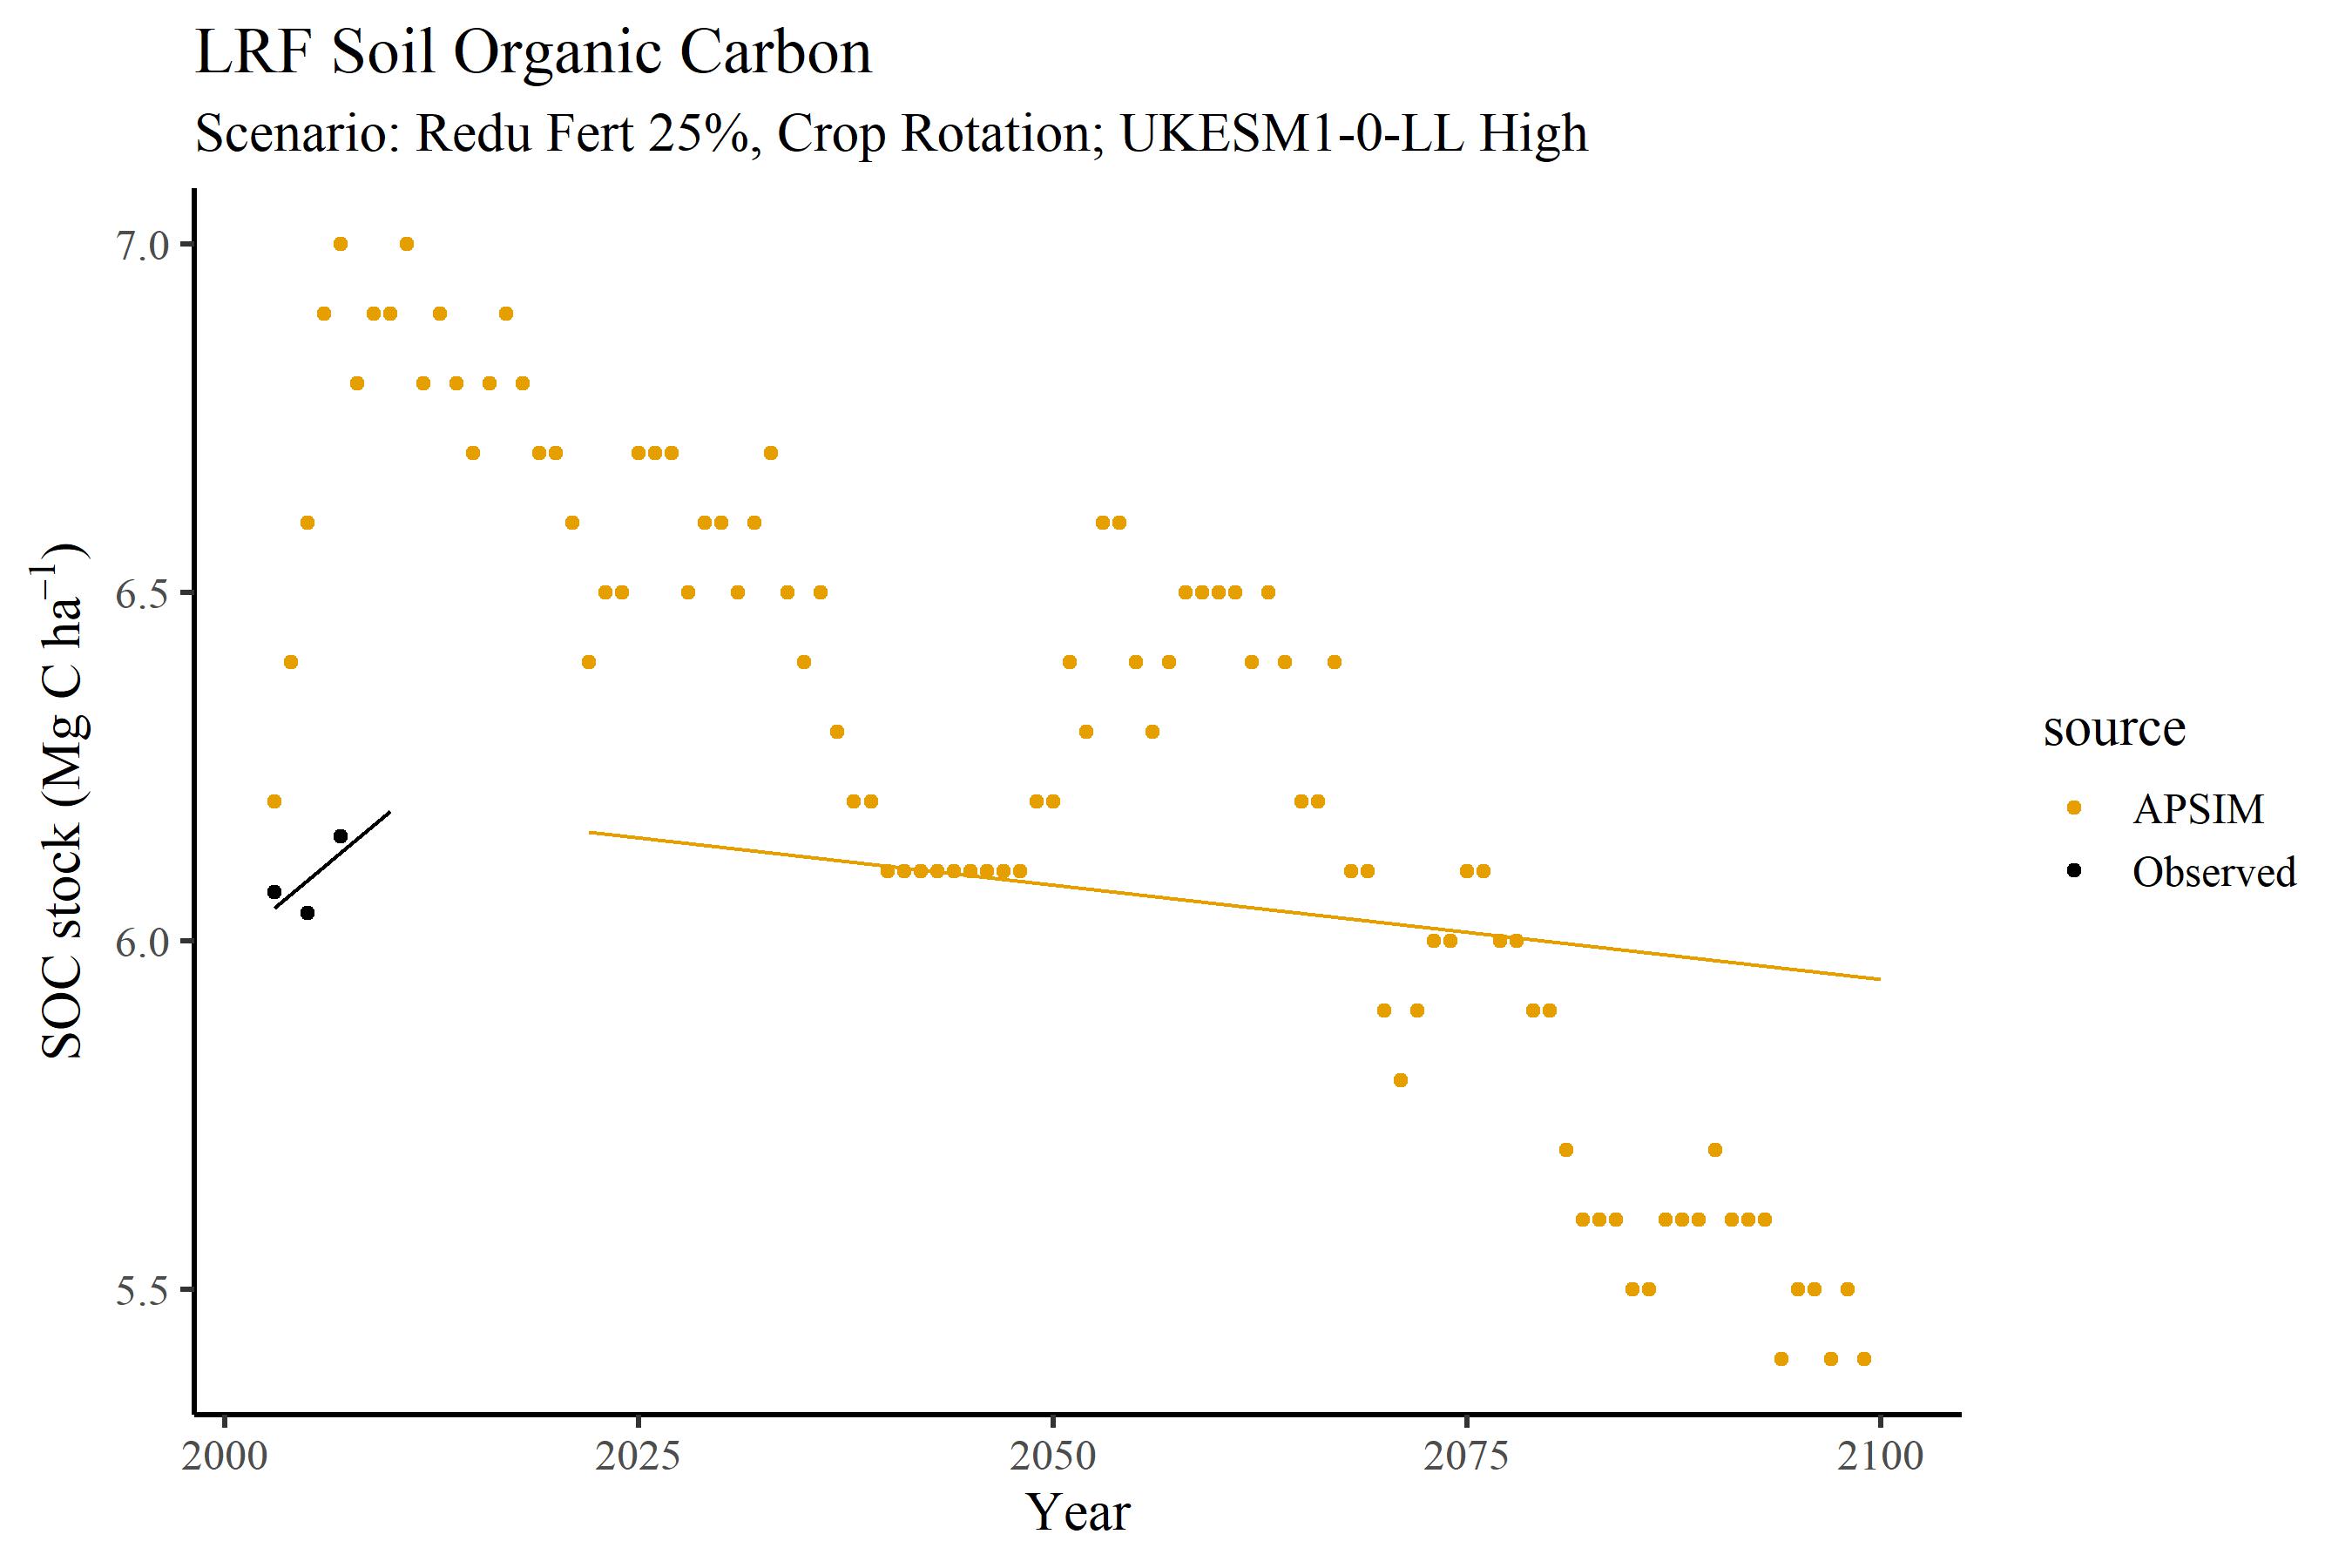 LRF Soil Organic Carbon
Scenario: Redu Fert 25%, Crop Rotation; UKESM1-0-LL High
SOC stock (Mg C ha⁻¹)
7.0
6.5
6.0
5.5
2000 2025 2050 2075 2100
Year
source
APSIM
Observed